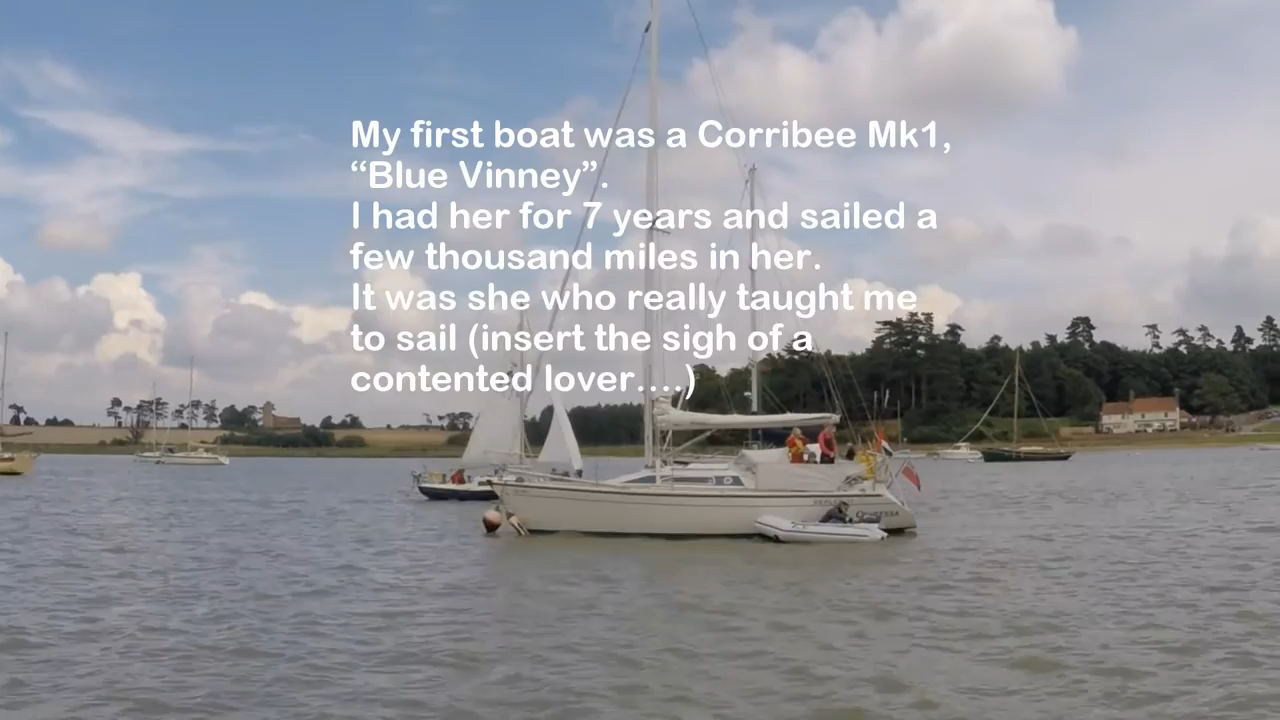 My first boat was a Corribee Mk1,
“Blue Vinney”.
I had her for 7 years and sailed a
few thousand miles in her.
It was she who really taught me
to sail (insert the sigh of a
contented lover….)